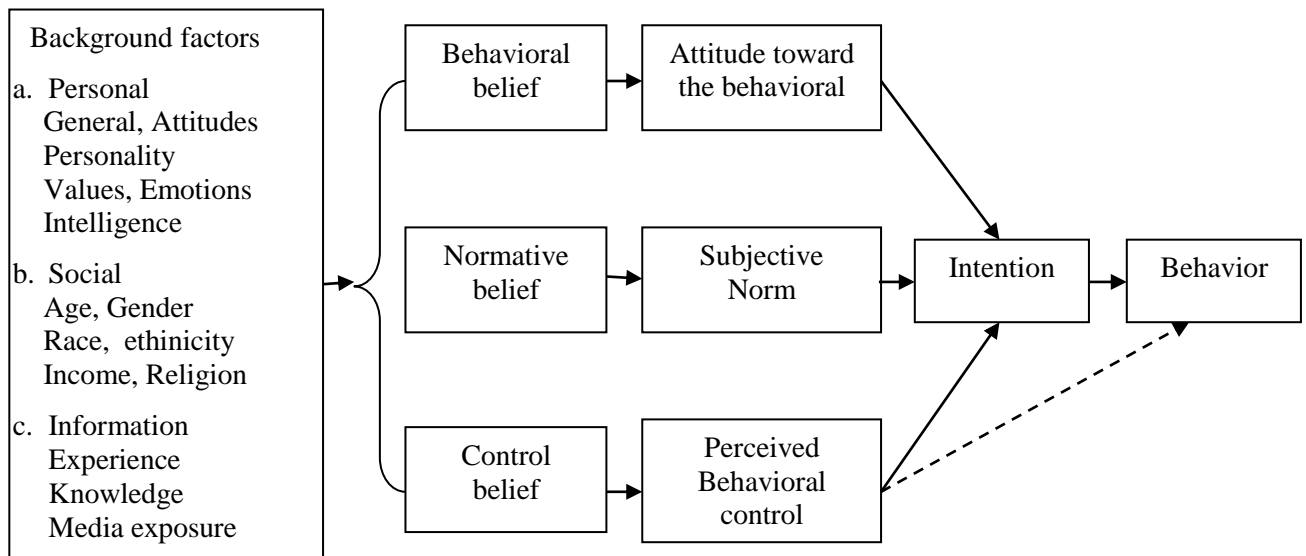 Background factors
a. Personal
General, Attitudes
Personality
Values, Emotions
Intelligence
b. Social
Age, Gender
Race, ethinicity
Income, Religion
c. Information
Experience
Knowledge
Media exposure
Behavioral
belief
Attitude toward
the behavioral
Normative
belief
Subjective
Norm
Intention
Behavior
Control
belief
Perceived
Behavioral
control